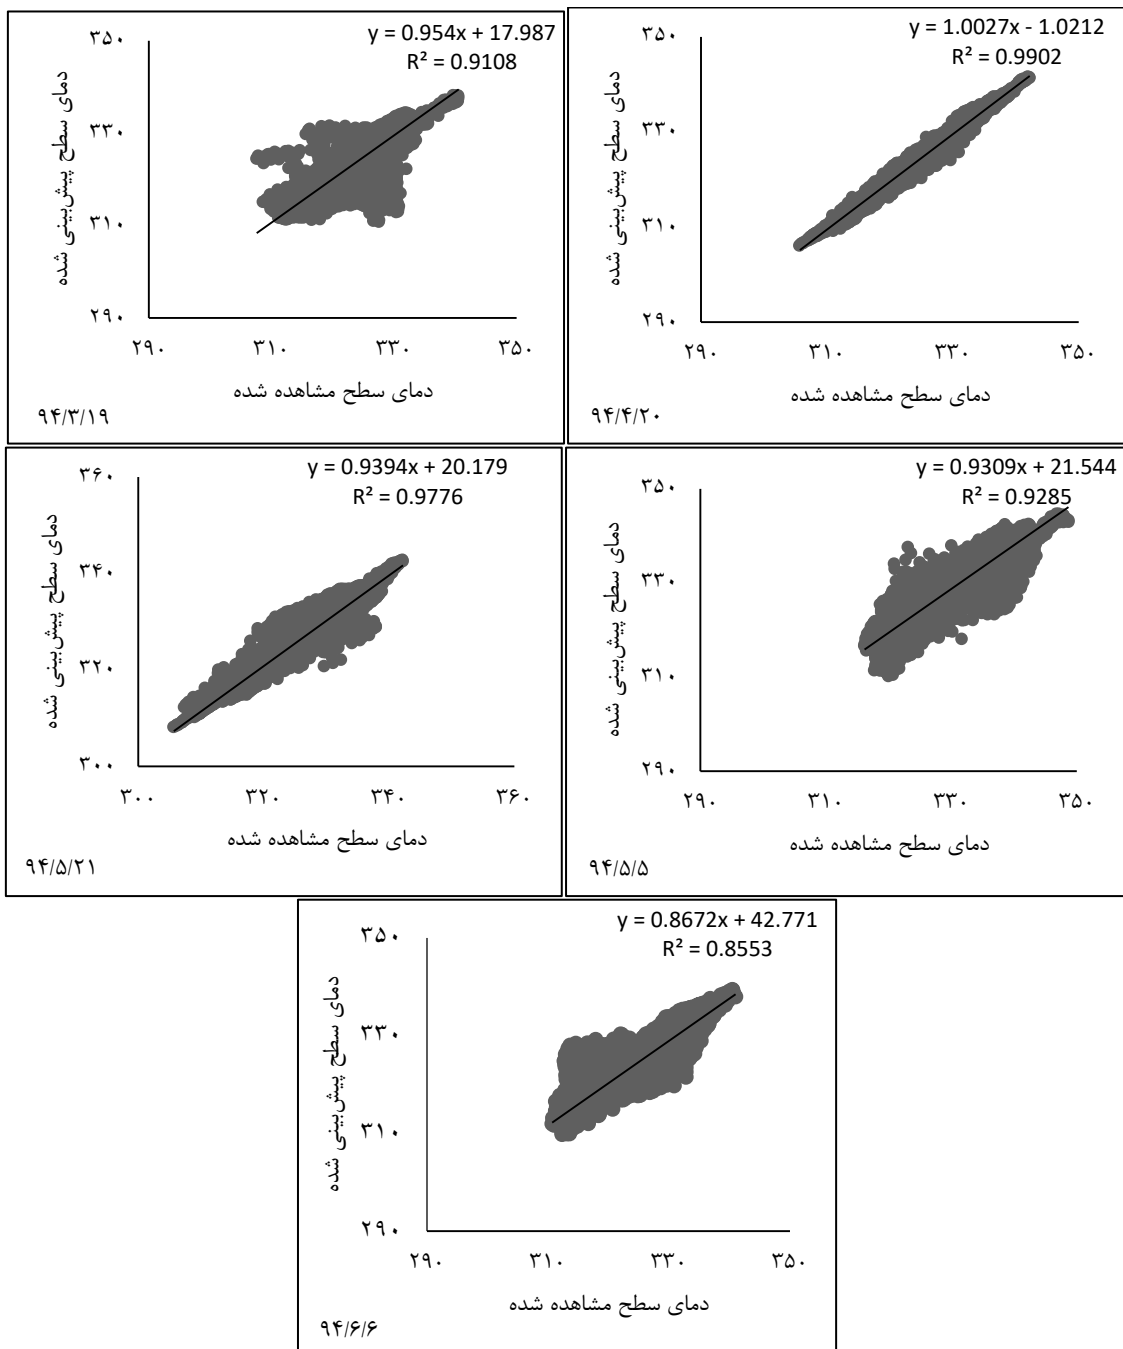 y = 0.954x + 17.987
R² = 0.9108
۳۵۰
۳۳۰
۳۱۰
۲۹۰
دمای سطح پیش‌بینی شده
۲۹۰ ۳۱۰ ۳۳۰ ۳۵۰
دمای سطح مشاهده شده
۹۴/۳/۱۹
y = 1.0027x - 1.0212
R² = 0.9902
۳۵۰
۳۳۰
۳۱۰
۲۹۰
دمای سطح پیش‌بینی شده
۲۹۰ ۳۱۰ ۳۳۰ ۳۵۰
دمای سطح مشاهده شده
۹۴/۴/۲۰
y = 0.9394x + 20.179
R² = 0.9776
۳۶۰
۳۴۰
۳۲۰
۳۰۰
دمای سطح پیش‌بینی شده
۳۰۰ ۳۲۰ ۳۴۰ ۳۶۰
دمای سطح مشاهده شده
۹۴/۵/۲۱
y = 0.9309x + 21.544
R² = 0.9285
۳۵۰
۳۳۰
۳۱۰
۲۹۰
دمای سطح پیش‌بینی شده
۲۹۰ ۳۱۰ ۳۳۰ ۳۵۰
دمای سطح مشاهده شده
۹۴/۵/۵
y = 0.8672x + 42.771
R² = 0.8553
۳۵۰
۳۳۰
۳۱۰
۲۹۰
دمای سطح پیش‌بینی شده
۲۹۰ ۳۱۰ ۳۳۰ ۳۵۰
دمای سطح مشاهده شده
۹۴/۶/۶